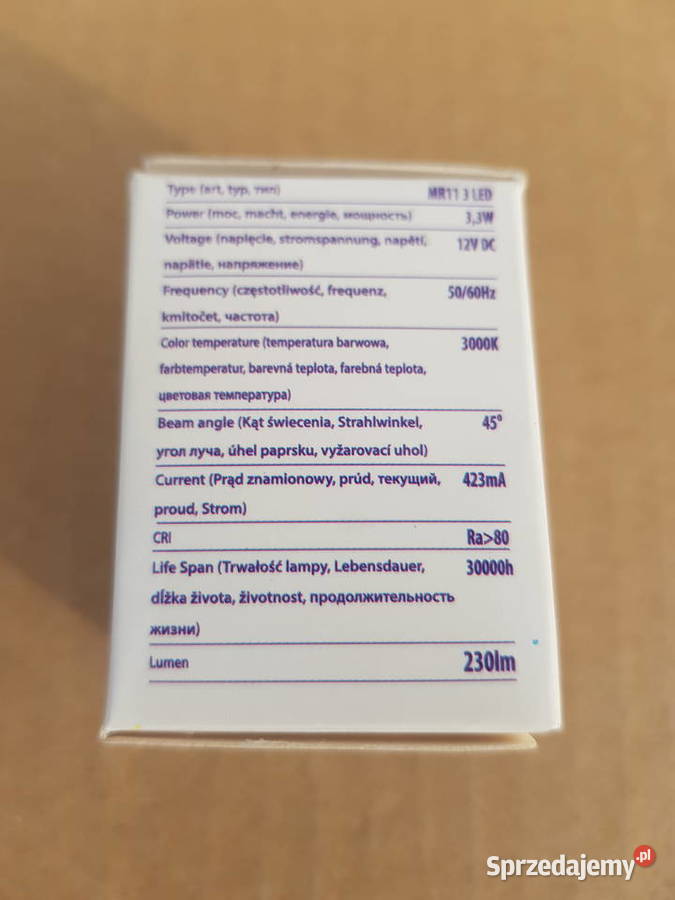 Type (art, typ, тип) MR11 3 LED
Power (moc, macht, energie, мощность) 3,3W
Voltage (napięcie, stromspannung, napětí, 12V DC
napätie, напряжение)
Frequency (częstotliwość, frequenz, 50/60Hz
kmitočet, частота)
Color temperature (temperatura barwowa, 3000K
farbtemperatur, barevná teplota, farebná teplota,
цветовая температура)
Beam angle (Kąt świecenia, Strahlwinkel, 45°
угол луча, úhel paprsku, vyžarovací uhol)
Current (Prąd znamionowy, prúd, текущий, 423mA
proud, Strom)
CRI Ra>80
Life Span (Trwałość lampy, Lebensdauer, 30000h
dĺžka života, životnost, продолжительность
жизни)
Lumen 230lm
Sprzedajemy.pl